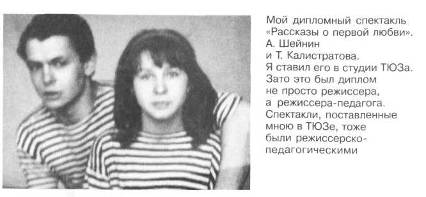 Мой дипломный спектакль
«Рассказы о первой любви».
А. Шейнин
и Т. Калистратова.
Я ставил его в студии ТЮЗа.
Зато это был диплом
не просто режиссера,
а режиссера-педагога.
Спектакли, поставленные
мною в ТЮЗе, тоже
были режиссерско-
педагогическими